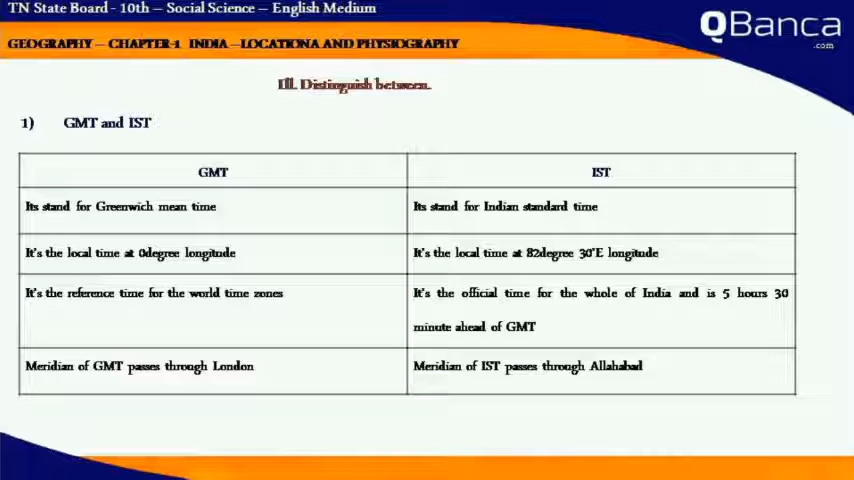 TN State Board - 10th – Social Science – English Medium
QBanca
.com
GEOGRAPHY – CHAPTER-1 INDIA –LOCATIONA AND PHYSIOGRAPHY
III. Distinguish between.
1) GMT and IST
GMT IST
Its stand for Greenwich mean time Its stand for Indian standard time
It's the local time at 0degree longitude It's the local time at 82degree 30'E longitude
It's the reference time for the world time zones It's the official time for the whole of India and is 5 hours 30
minute ahead of GMT
Meridian of GMT passes through London Meridian of IST passes through Allahabad